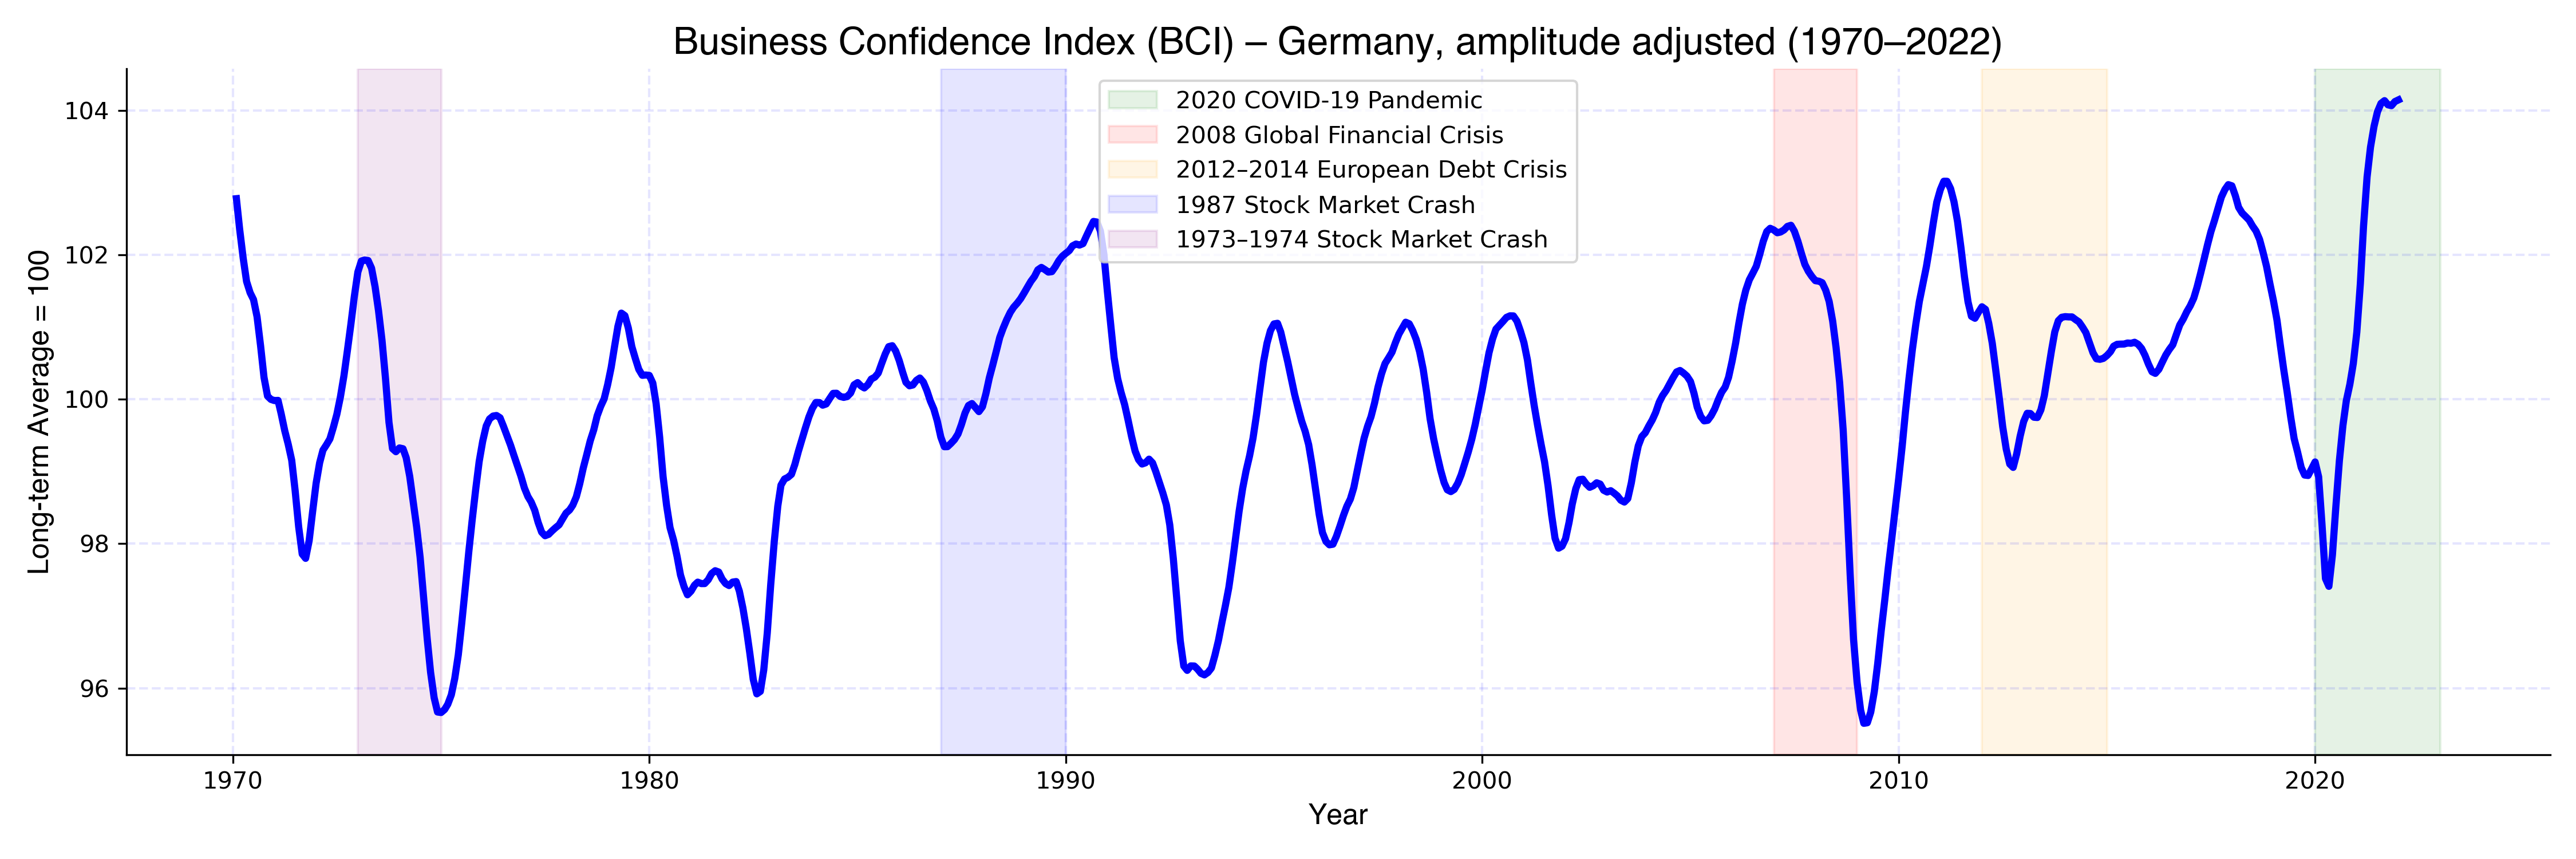 Business Confidence Index (BCI) – Germany, amplitude adjusted (1970–2022)
Long-term Average = 100
104
102
100
98
96
2020 COVID-19 Pandemic
2008 Global Financial Crisis
2012–2014 European Debt Crisis
1987 Stock Market Crash
1973–1974 Stock Market Crash
1970 1980 1990 2000 2010 2020
Year